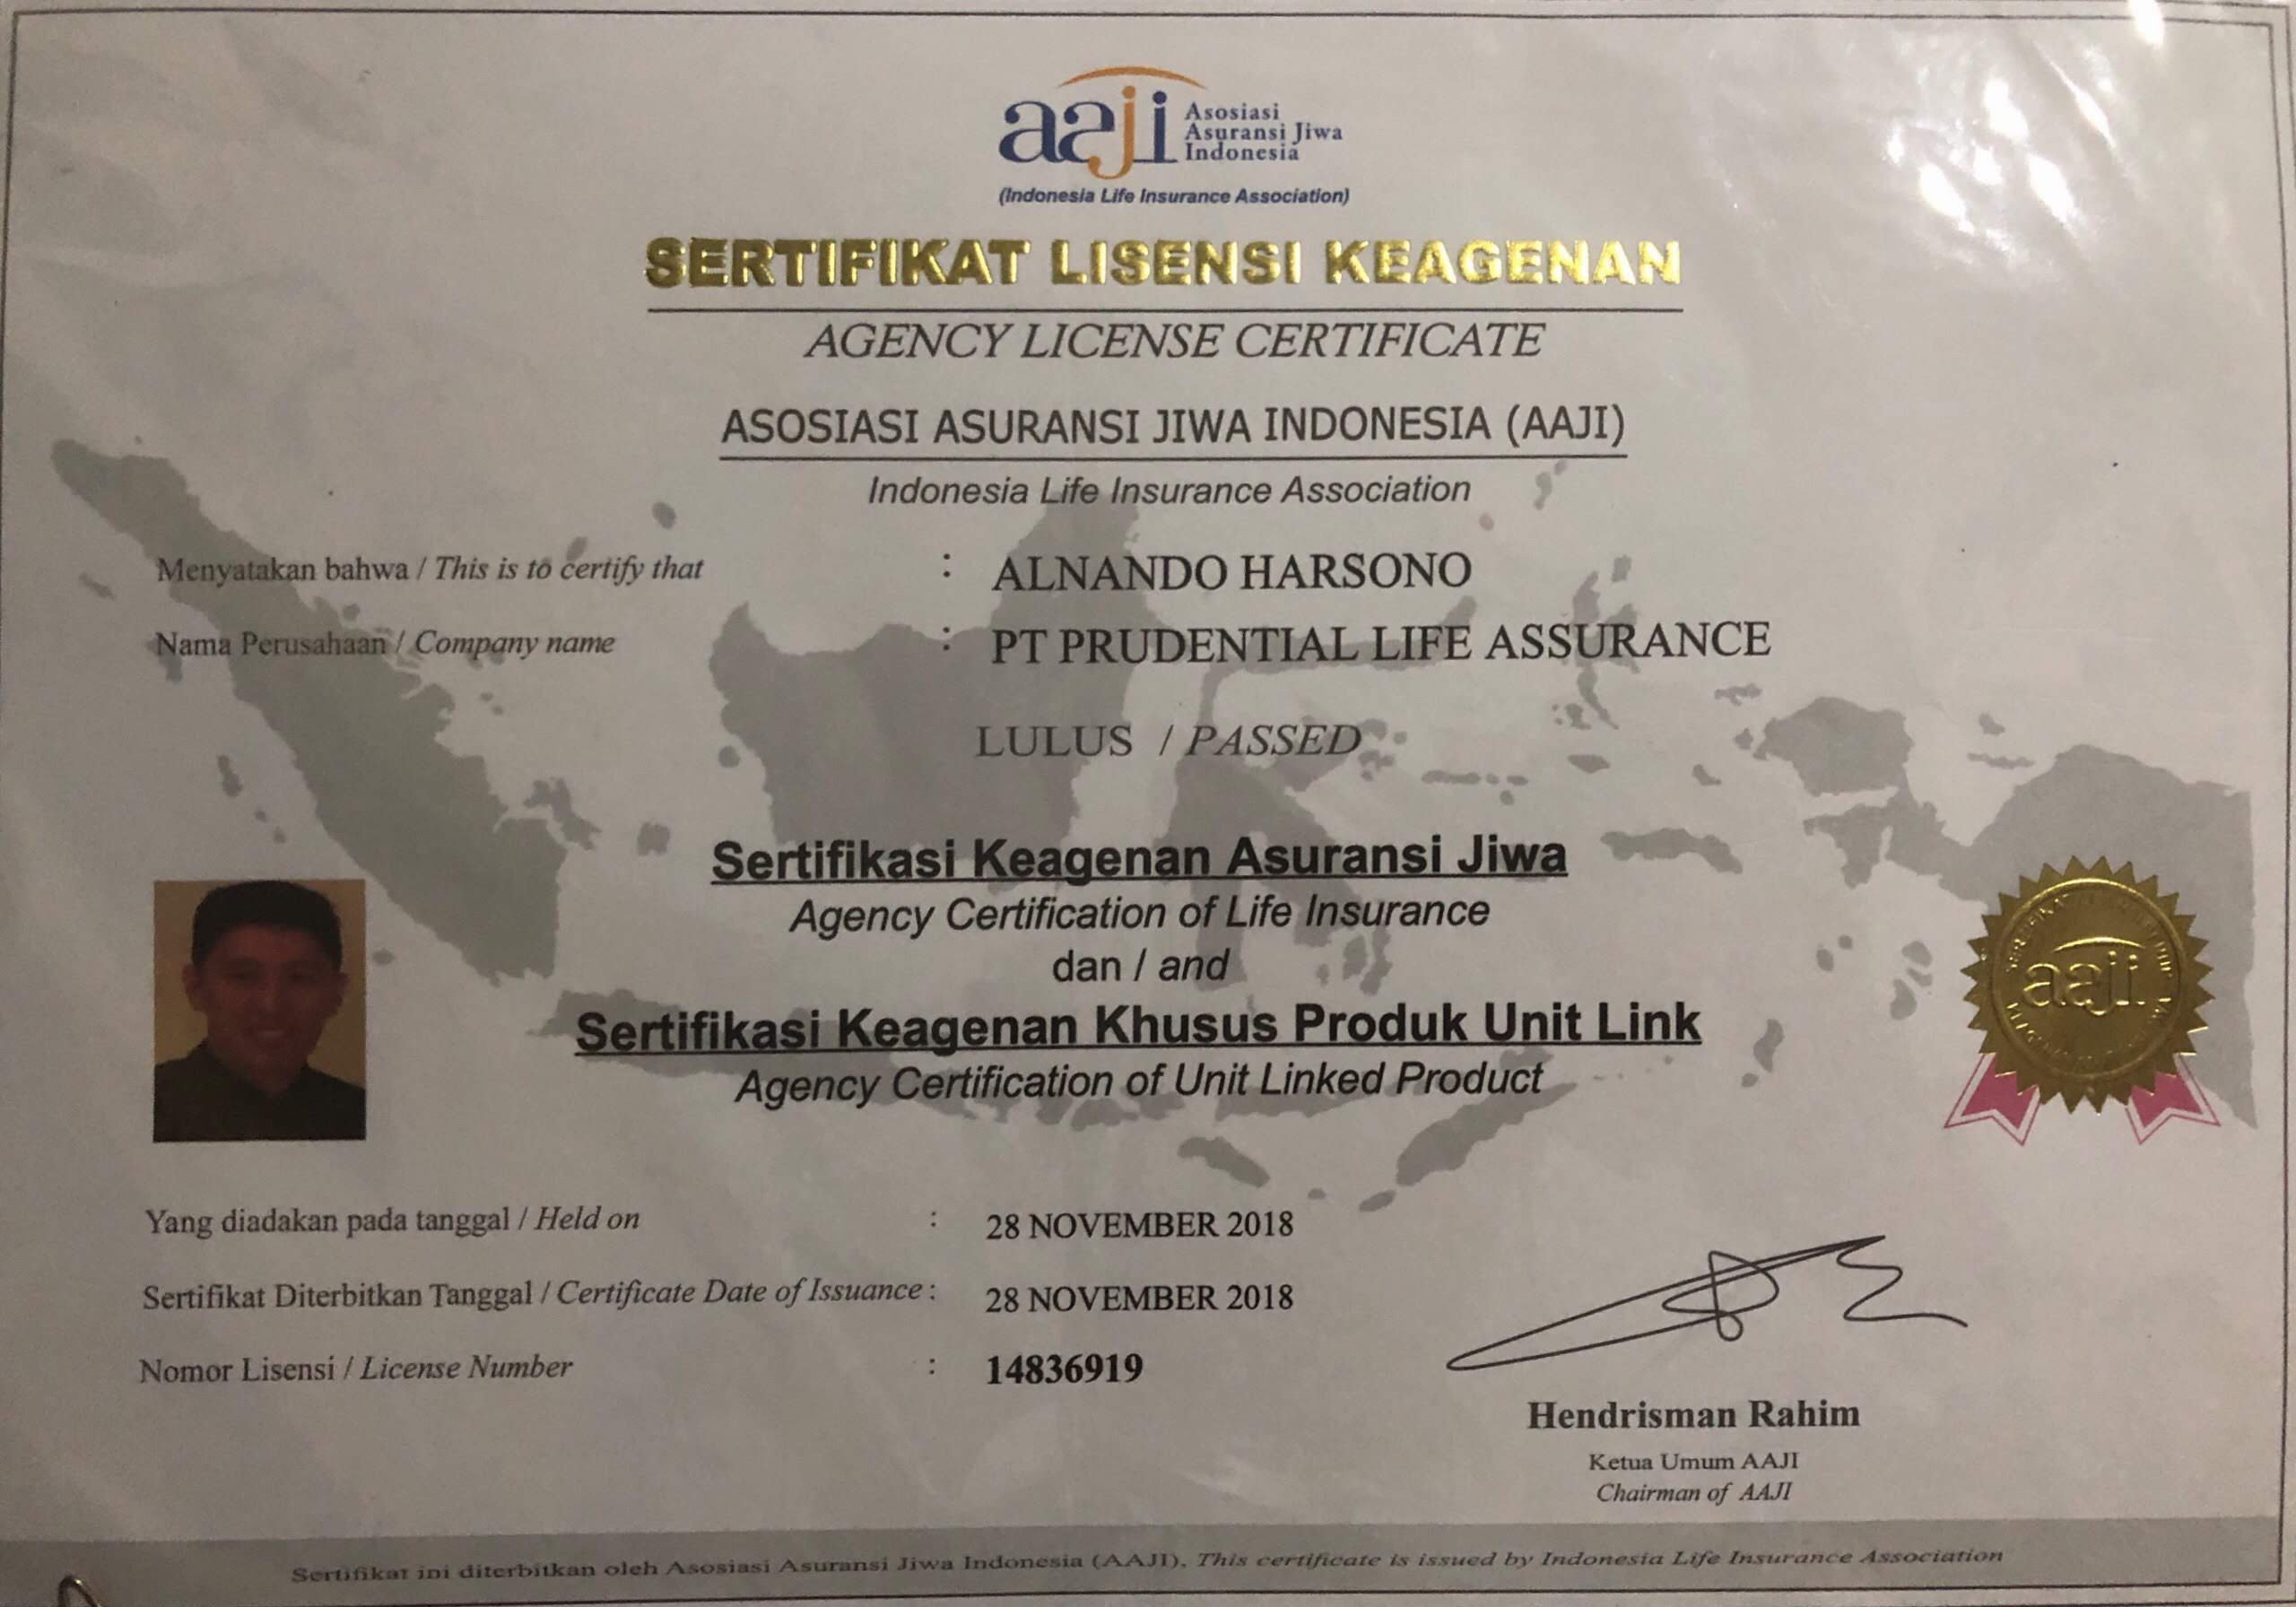 aaji Asosiasi
Asuransi Jiwa
Indonesia
(Indonesia Life Insurance Association)
SERTIFIKAT LISENSI KEAGENAN
AGENCY LICENSE CERTIFICATE
ASOSIASI ASURANSI JIWA INDONESIA (AAJI)
Indonesia Life Insurance Association
Menyatakan bahwa / This is to certify that : ALNANDO HARSONO
Nama Perusahaan / Company name : PT PRUDENTIAL LIFE ASSURANCE
LULUS / PASSED
Sertifikasi Keagenan Asuransi Jiwa
Agency Certification of Life Insurance
dan / and
Sertifikasi Keagenan Khusus Produk Unit Link
Agency Certification of Unit Linked Product
aaji
Yang diadakan pada tanggal / Held on : 28 NOVEMBER 2018
Sertifikat Diterbitkan Tanggal / Certificate Date of Issuance : 28 NOVEMBER 2018
Nomor Lisensi / License Number : 14836919
Hendrisman Rahim
Ketua Umum AAJI
Chairman of AAJI
Sertifikat ini diterbitkan oleh Asosiasi Asuransi Jiwa Indonesia (AAJI), This certificate is issued by Indonesia Life Insurance Association